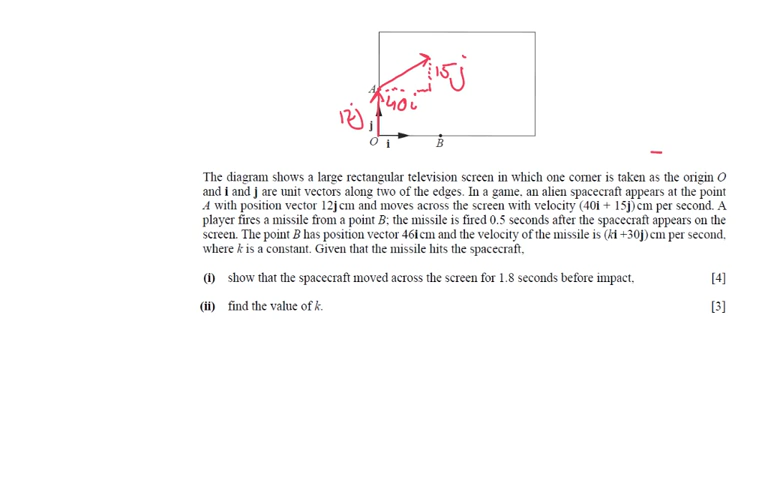 15j
A
40i
12j
j
O i B
The diagram shows a large rectangular television screen in which one corner is taken as the origin O
and i and j are unit vectors along two of the edges. In a game, an alien spacecraft appears at the point
A with position vector 12j cm and moves across the screen with velocity (40i + 15j) cm per second. A
player fires a missile from a point B; the missile is fired 0.5 seconds after the spacecraft appears on the
screen. The point B has position vector 46i cm and the velocity of the missile is (ki +30j) cm per second,
where k is a constant. Given that the missile hits the spacecraft,
(i) show that the spacecraft moved across the screen for 1.8 seconds before impact, [4]
(ii) find the value of k. [3]